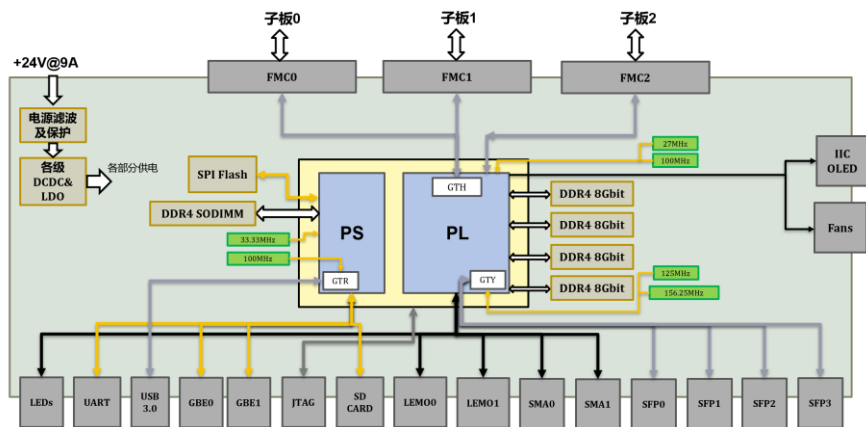 子板0
子板1
子板2
+24V@9A
FMC0
FMC1
FMC2
电源滤波
及保护
27MHz
100MHz
各级
DCDC&
LDO
各部分供电
SPI Flash
GTH
DDR4 8Gbit
IIC
OLED
DDR4 SODIMM
PS
PL
DDR4 8Gbit
Fans
33.33MHz
100MHz
DDR4 8Gbit
GTR
GTY
DDR4 8Gbit
125MHz
156.25MHz
LEDs
UART
USB
3.0
GBE0
GBE1
JTAG
SD
CARD
LEMO0
LEMO1
SMA0
SMA1
SFP0
SFP1
SFP2
SFP3